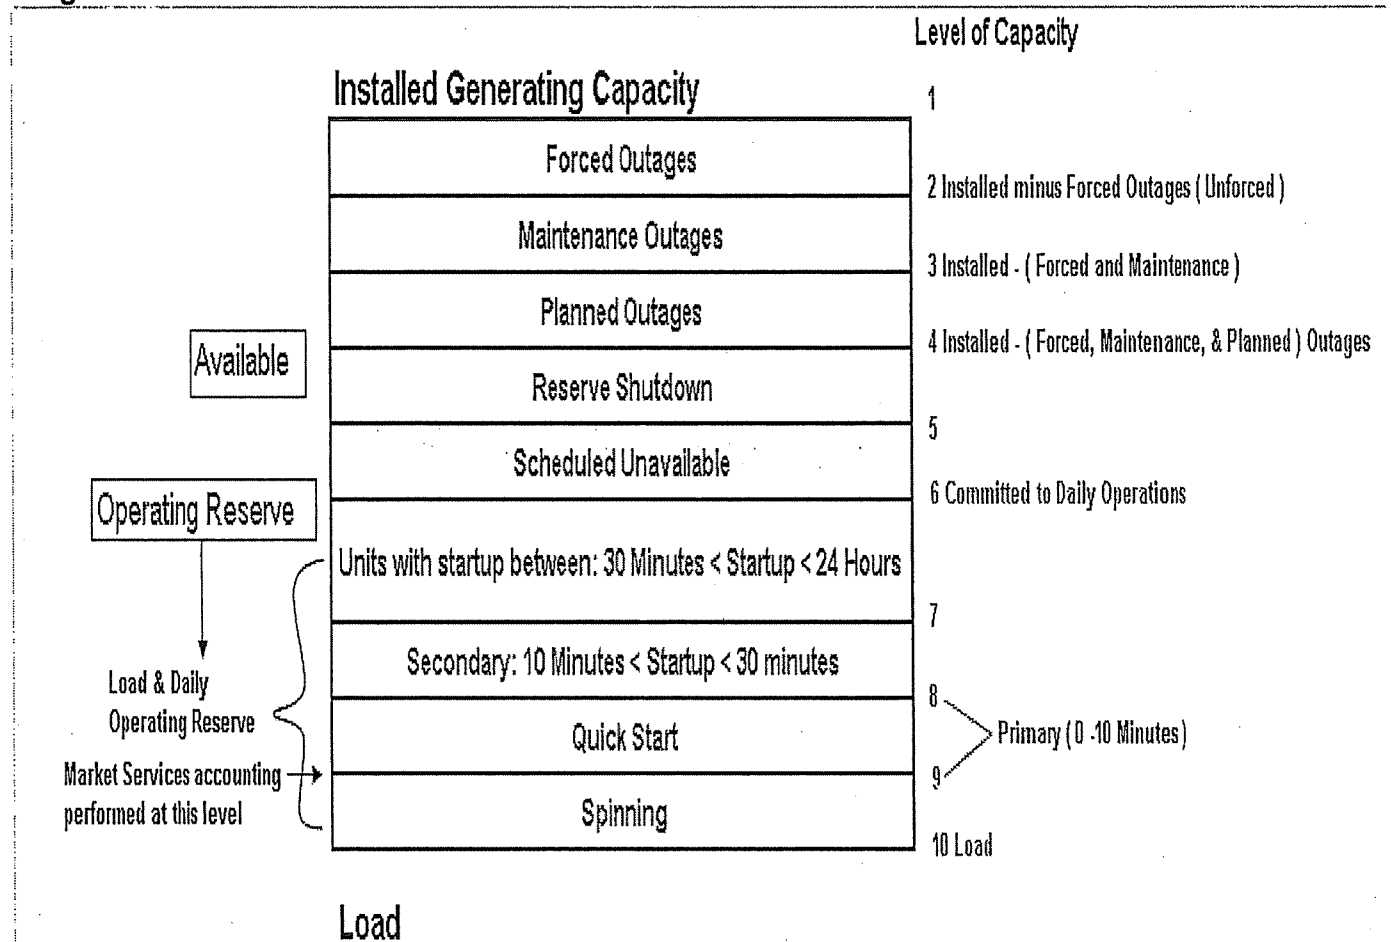 Level of Capacity
Installed Generating Capacity
1
Forced Outages
2 Installed minus Forced Outages ( Unforced )
Maintenance Outages
3 Installed - ( Forced and Maintenance )
Planned Outages
4 Installed - ( Forced, Maintenance, & Planned ) Outages
Available
Reserve Shutdown
5
Scheduled Unavailable
6 Committed to Daily Operations
Operating Reserve
Units with startup between: 30 Minutes < Startup < 24 Hours
7
Secondary: 10 Minutes < Startup < 30 minutes
Load & Daily
Operating Reserve
8
Quick Start
Primary ( 0 -10 Minutes )
9
Market Services accounting
performed at this level
Spinning
10 Load
Load